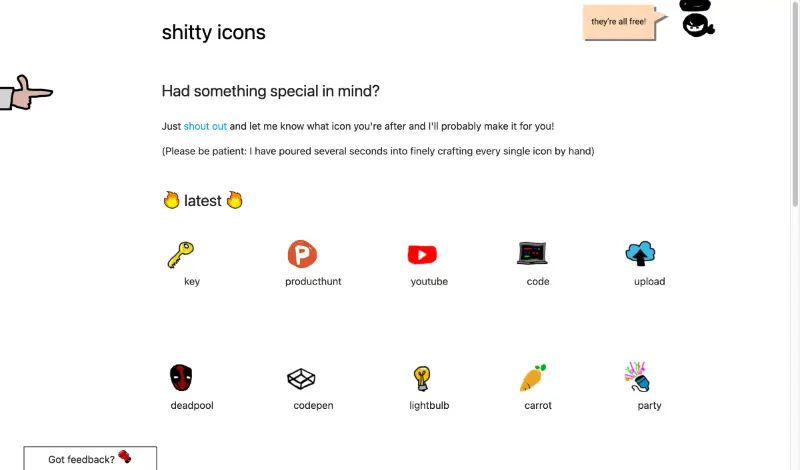 shitty icons
they're all free!
Had something special in mind?
Just shout out and let me know what icon you're after and I'll probably make it for you!
(Please be patient: I have poured several seconds into finely crafting every single icon by hand)
🔥 latest 🔥
key producthunt youtube code upload
deadpool codepen lightbulb carrot party
Got feedback?